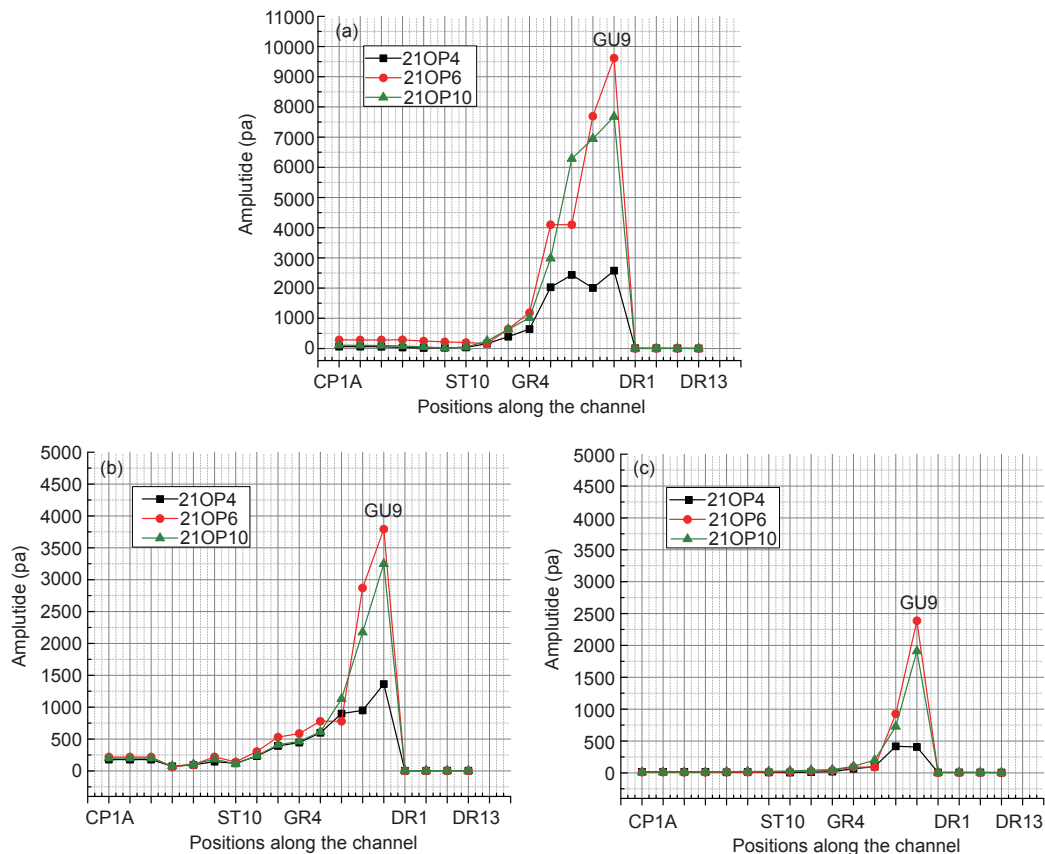 (a)
GU9
21OP4
21OP6
21OP10
11000
10000
9000
8000
7000
6000
5000
4000
3000
2000
1000
0
Amplutide (pa)
CP1A ST10 GR4 DR1 DR13
Positions along the channel
(b)
GU9
21OP4
21OP6
21OP10
5000
4500
4000
3500
3000
2500
2000
1500
1000
500
0
Amplutide (pa)
CP1A ST10 GR4 DR1 DR13
Positions along the channel
(c)
GU9
21OP4
21OP6
21OP10
5000
4500
4000
3500
3000
2500
2000
1500
1000
500
0
Amplutide (pa)
CP1A ST10 GR4 DR1 DR13
Positions along the channel